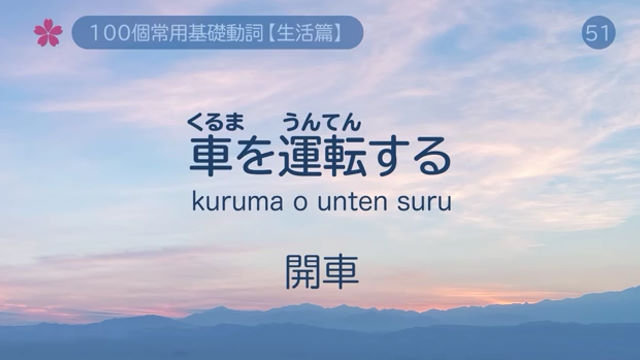 100個常用基礎動詞【生活篇】
51
くるま うんてん
車を運転する
kuruma o unten suru
開車